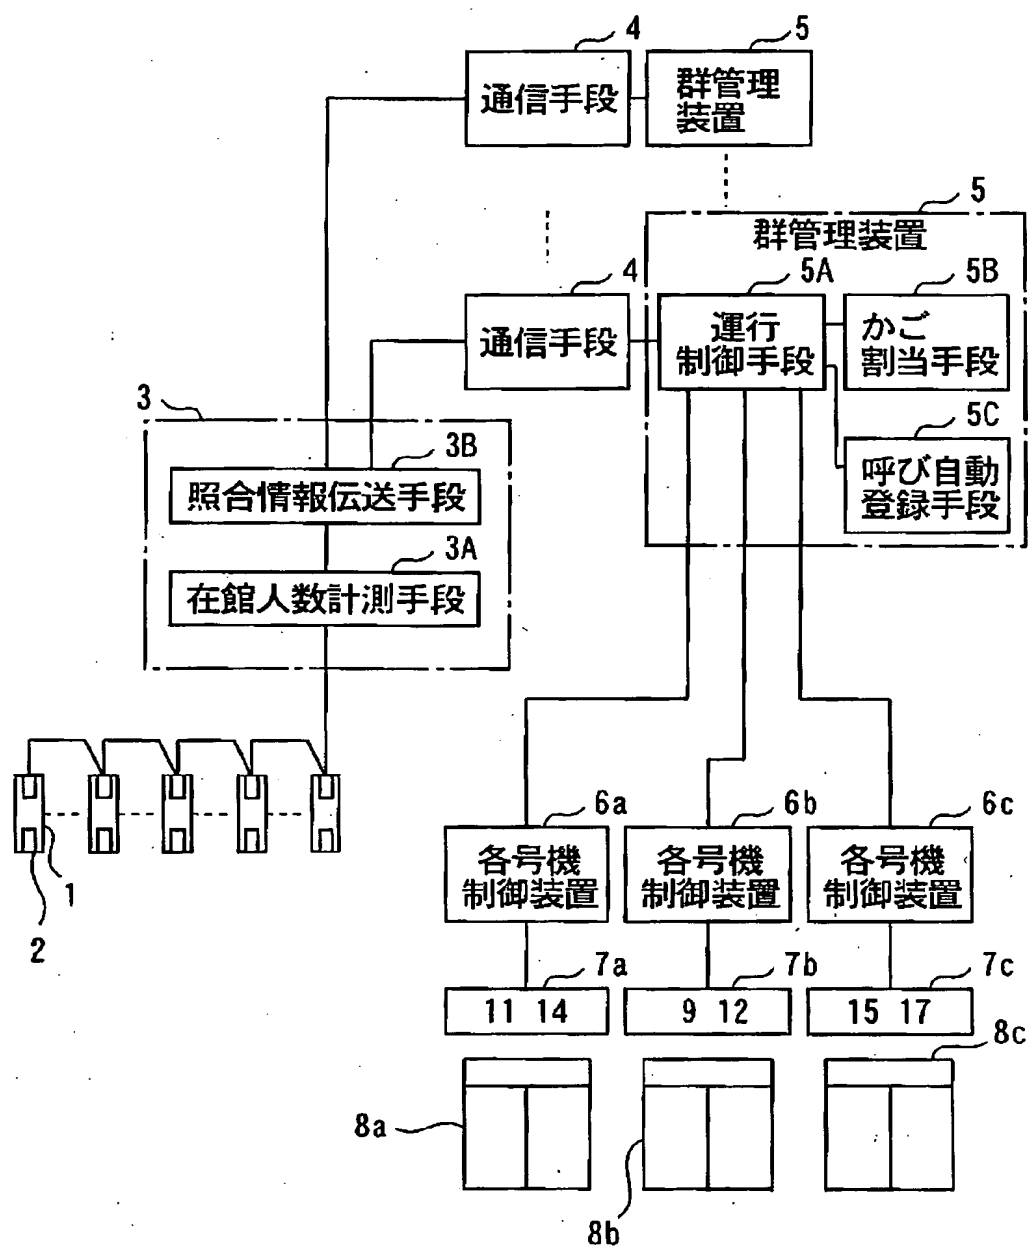 4
5
通信手段
群管理
装置
5
群管理装置
4
5A
5B
通信手段
運行
制御手段
かご
割当手段
3
5C
3B
呼び自動
登録手段
照合情報伝送手段
3A
在館人数計測手段
1
2
6a
6b
6c
各号機
制御装置
各号機
制御装置
各号機
制御装置
7a
7b
7c
11 14
9 12
15 17
8c
8a
8b